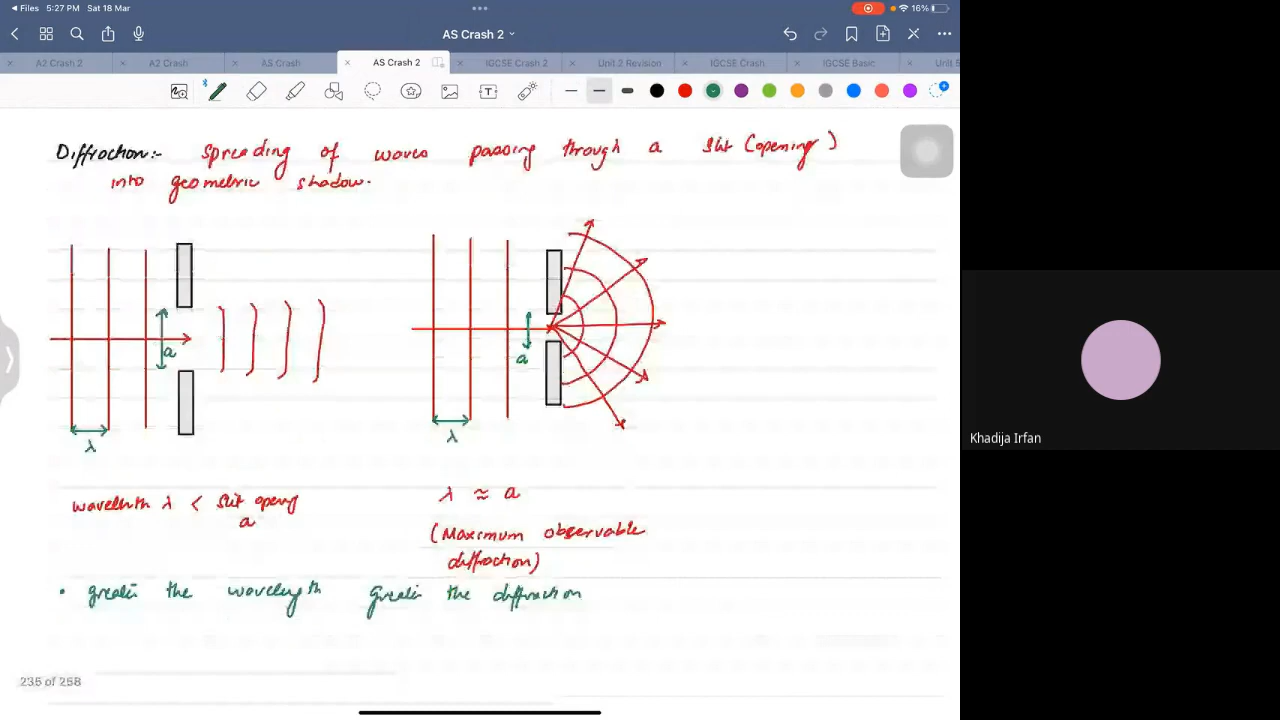 Files 5:27 PM Sat 18 Mar 16%
AS Crash 2
A2 Crash 2 A2 Crash AS Crash AS Crash 2 IGCSE Crash 2 Unit 2 Revision IGCSE Crash IGCSE Basic Unit 5
T
Diffraction:- Spreading of waves passing through a slit (opening)
into geometric shadow.
a
a
λ
λ
λ < slit
a
λ ≈ a
(Maximum observable
diffraction)
• greater the wavelength greater the diffraction
235 of 258
Khadija Irfan